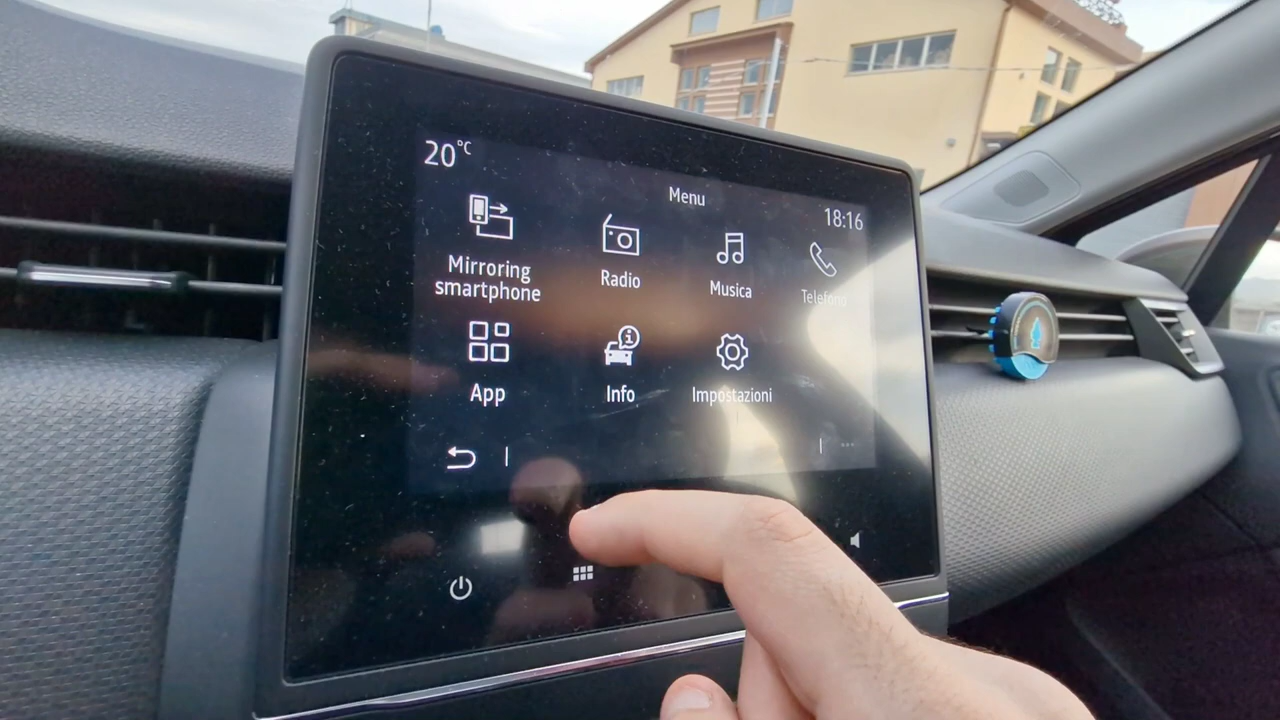 20°C
Menu
18:16
Mirroring
smartphone
Radio
Musica
Telefono
App
Info
Impostazioni